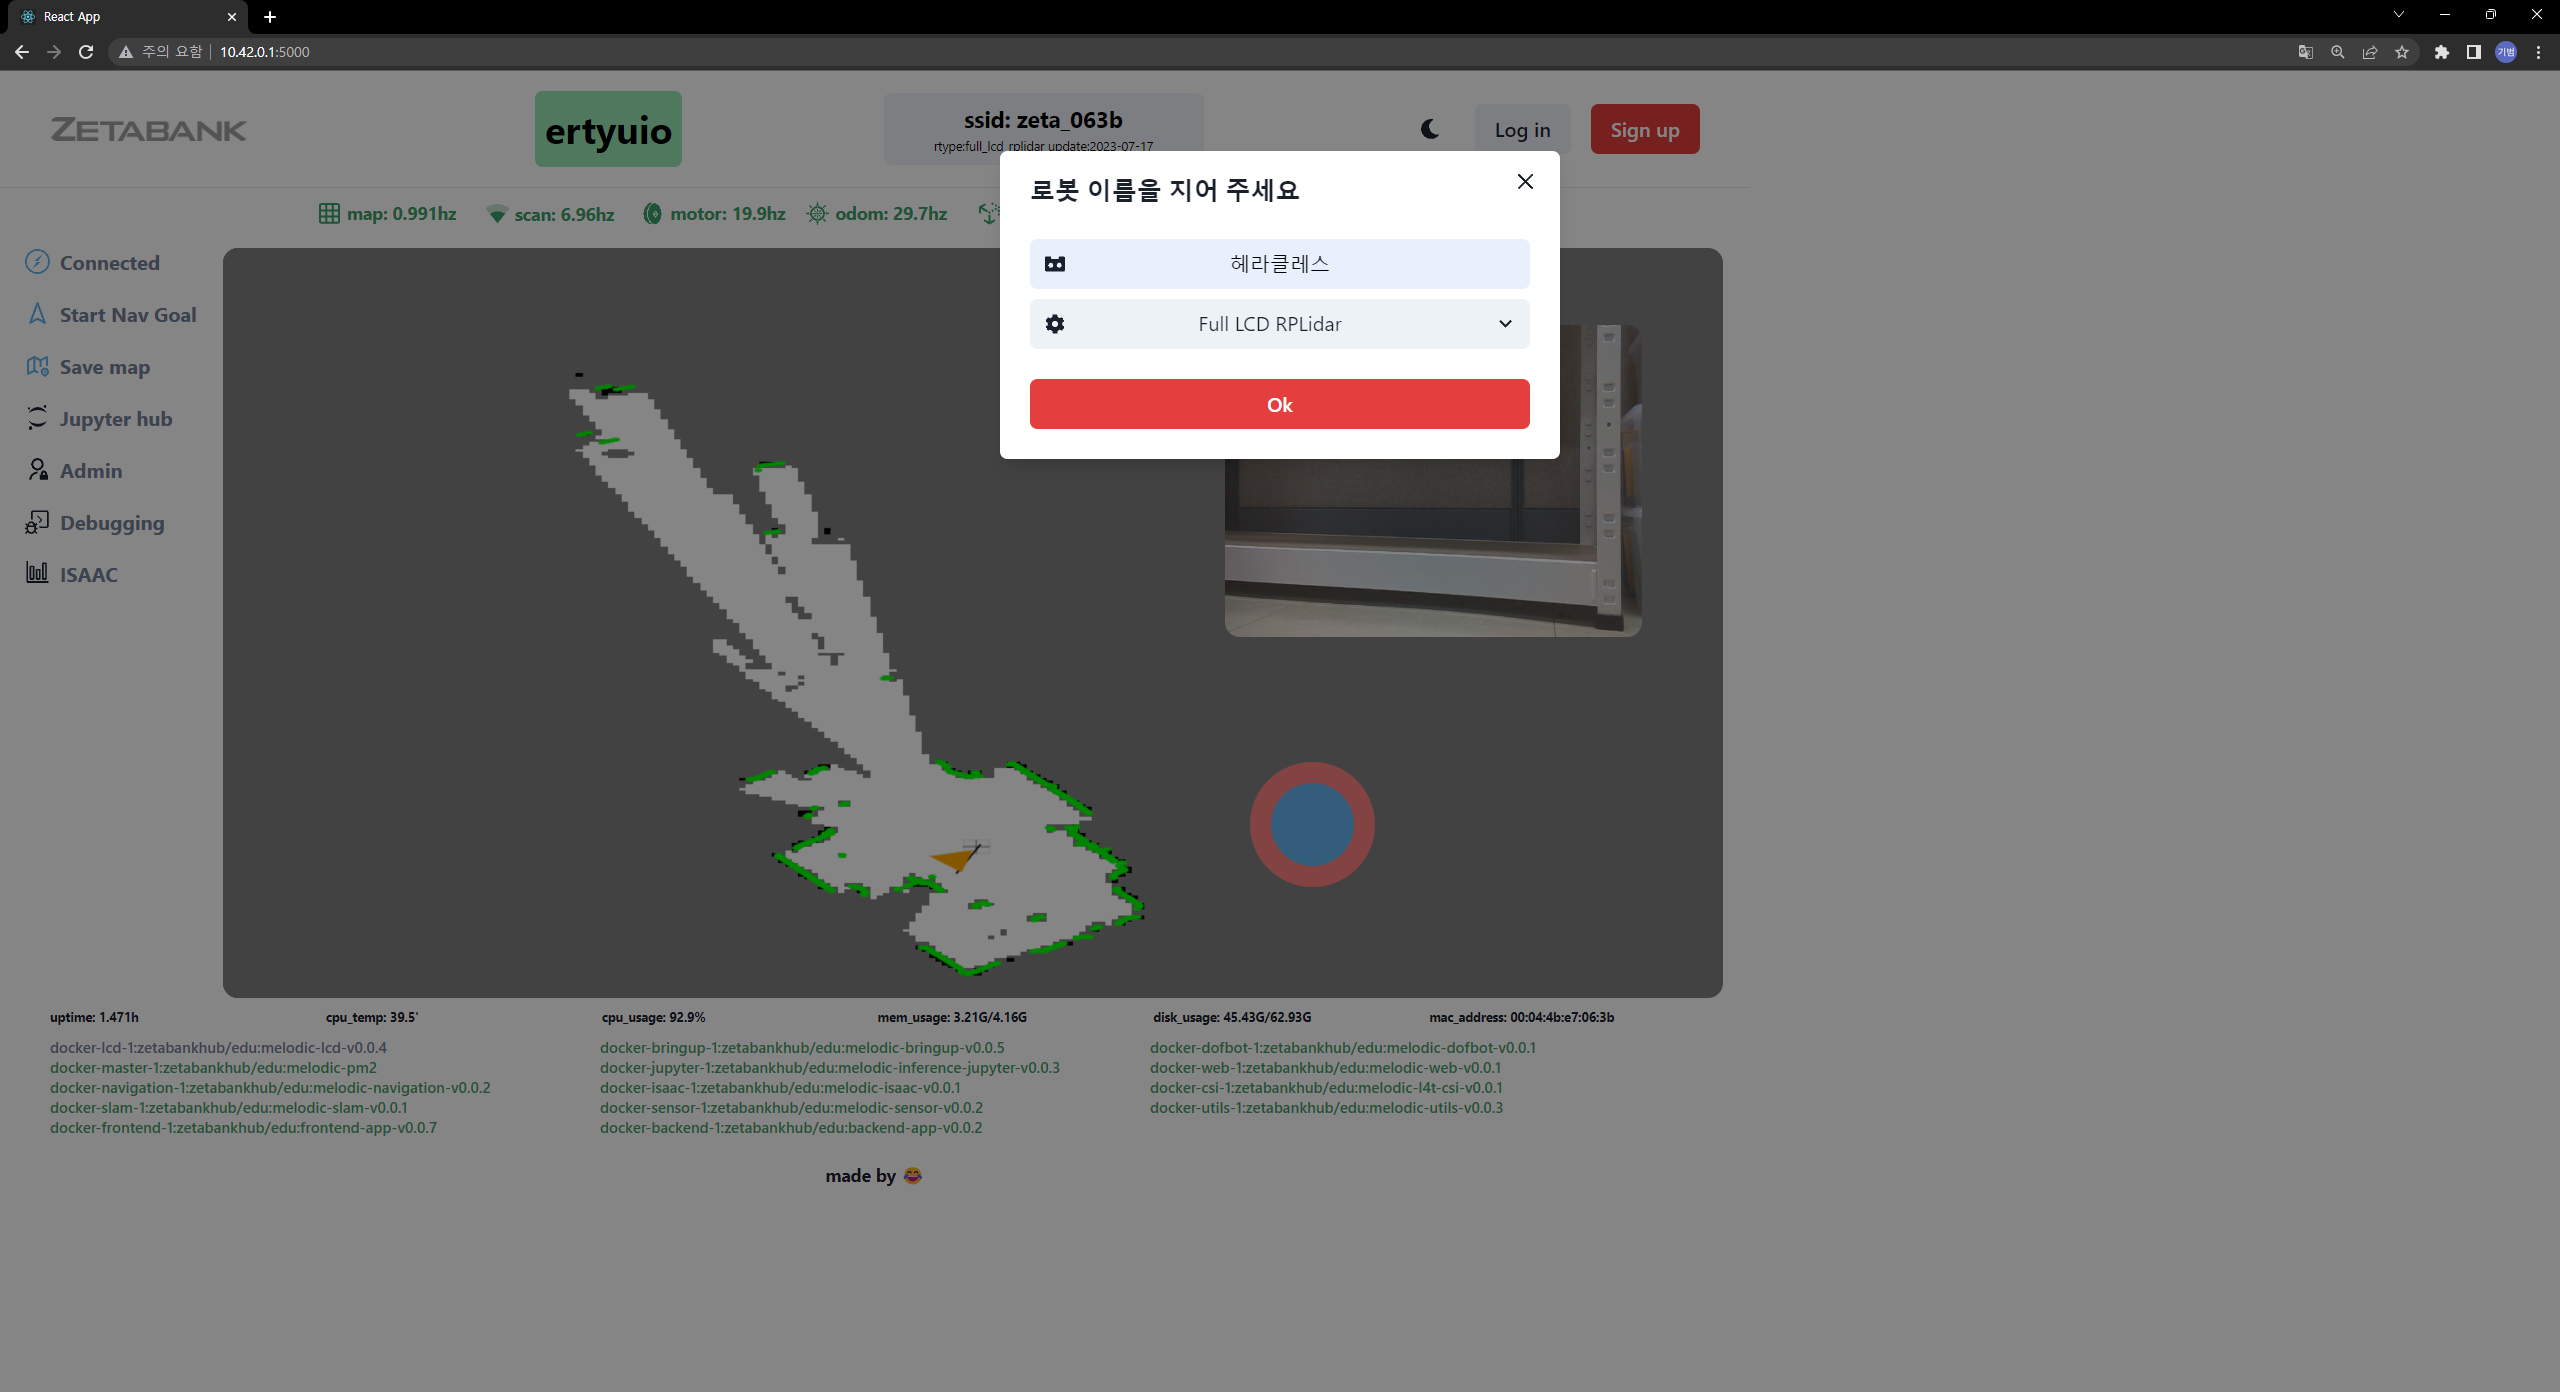 React App
주의 요함 10.42.0.1:5000
기범
ZETABANK
ertyuio
ssid: zeta_063b
rtype:full_lcd_rplidar update:2023-07-17
Log in
Sign up
로봇 이름을 지어 주세요
헤라클레스
Full LCD RPLidar
Ok
map: 0.991hz
scan: 6.96hz
motor: 19.9hz
odom: 29.7hz
Connected
Start Nav Goal
Save map
Jupyter hub
Admin
Debugging
ISAAC
uptime: 1.471h
cpu_temp: 39.5'
cpu_usage: 92.9%
mem_usage: 3.21G/4.16G
disk_usage: 45.43G/62.93G
mac_address: 00:04:4b:e7:06:3b
docker-lcd-1:zetabankhub/edu:melodic-lcd-v0.0.4
docker-master-1:zetabankhub/edu:melodic-pm2
docker-navigation-1:zetabankhub/edu:melodic-navigation-v0.0.2
docker-slam-1:zetabankhub/edu:melodic-slam-v0.0.1
docker-frontend-1:zetabankhub/edu:frontend-app-v0.0.7
docker-bringup-1:zetabankhub/edu:melodic-bringup-v0.0.5
docker-jupyter-1:zetabankhub/edu:melodic-inference-jupyter-v0.0.3
docker-isaac-1:zetabankhub/edu:melodic-isaac-v0.0.1
docker-sensor-1:zetabankhub/edu:melodic-sensor-v0.0.2
docker-backend-1:zetabankhub/edu:backend-app-v0.0.2
docker-dofbot-1:zetabankhub/edu:melodic-dofbot-v0.0.1
docker-web-1:zetabankhub/edu:melodic-web-v0.0.1
docker-csi-1:zetabankhub/edu:melodic-l4t-csi-v0.0.1
docker-utils-1:zetabankhub/edu:melodic-utils-v0.0.3
made by 😂